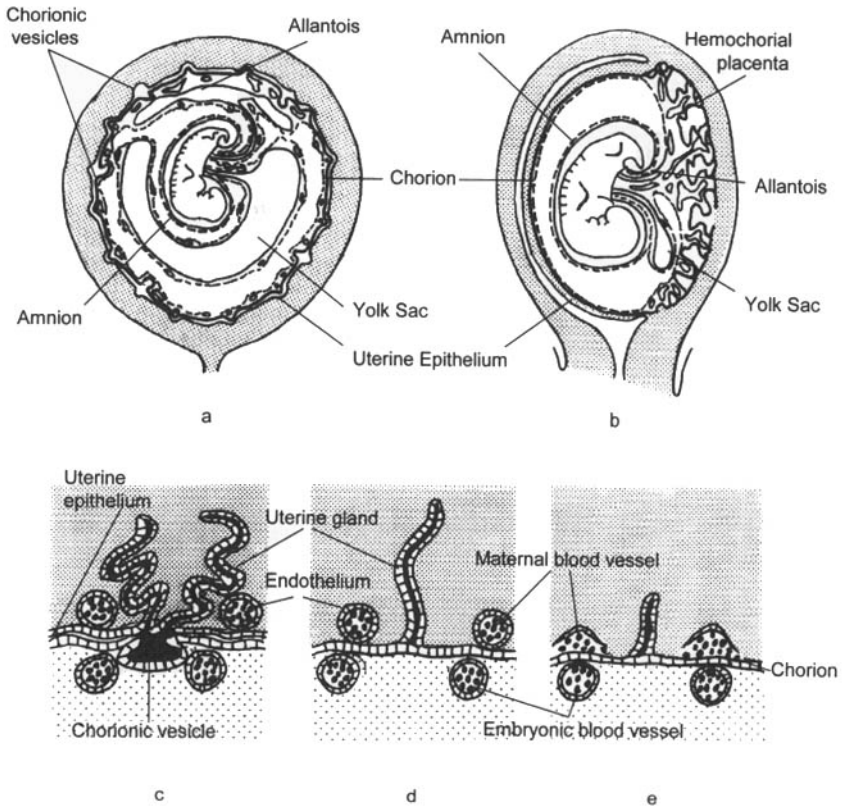 Chorionic
vesicles
Allantois
Amnion
Hemochorial
placenta
Chorion
Allantois
Amnion
Yolk Sac
Yolk Sac
Uterine Epithelium
a
b
Uterine
epithelium
Uterine gland
Endothelium
Maternal blood vessel
Chorion
Chorionic vesicle
Embryonic blood vessel
c
d
e